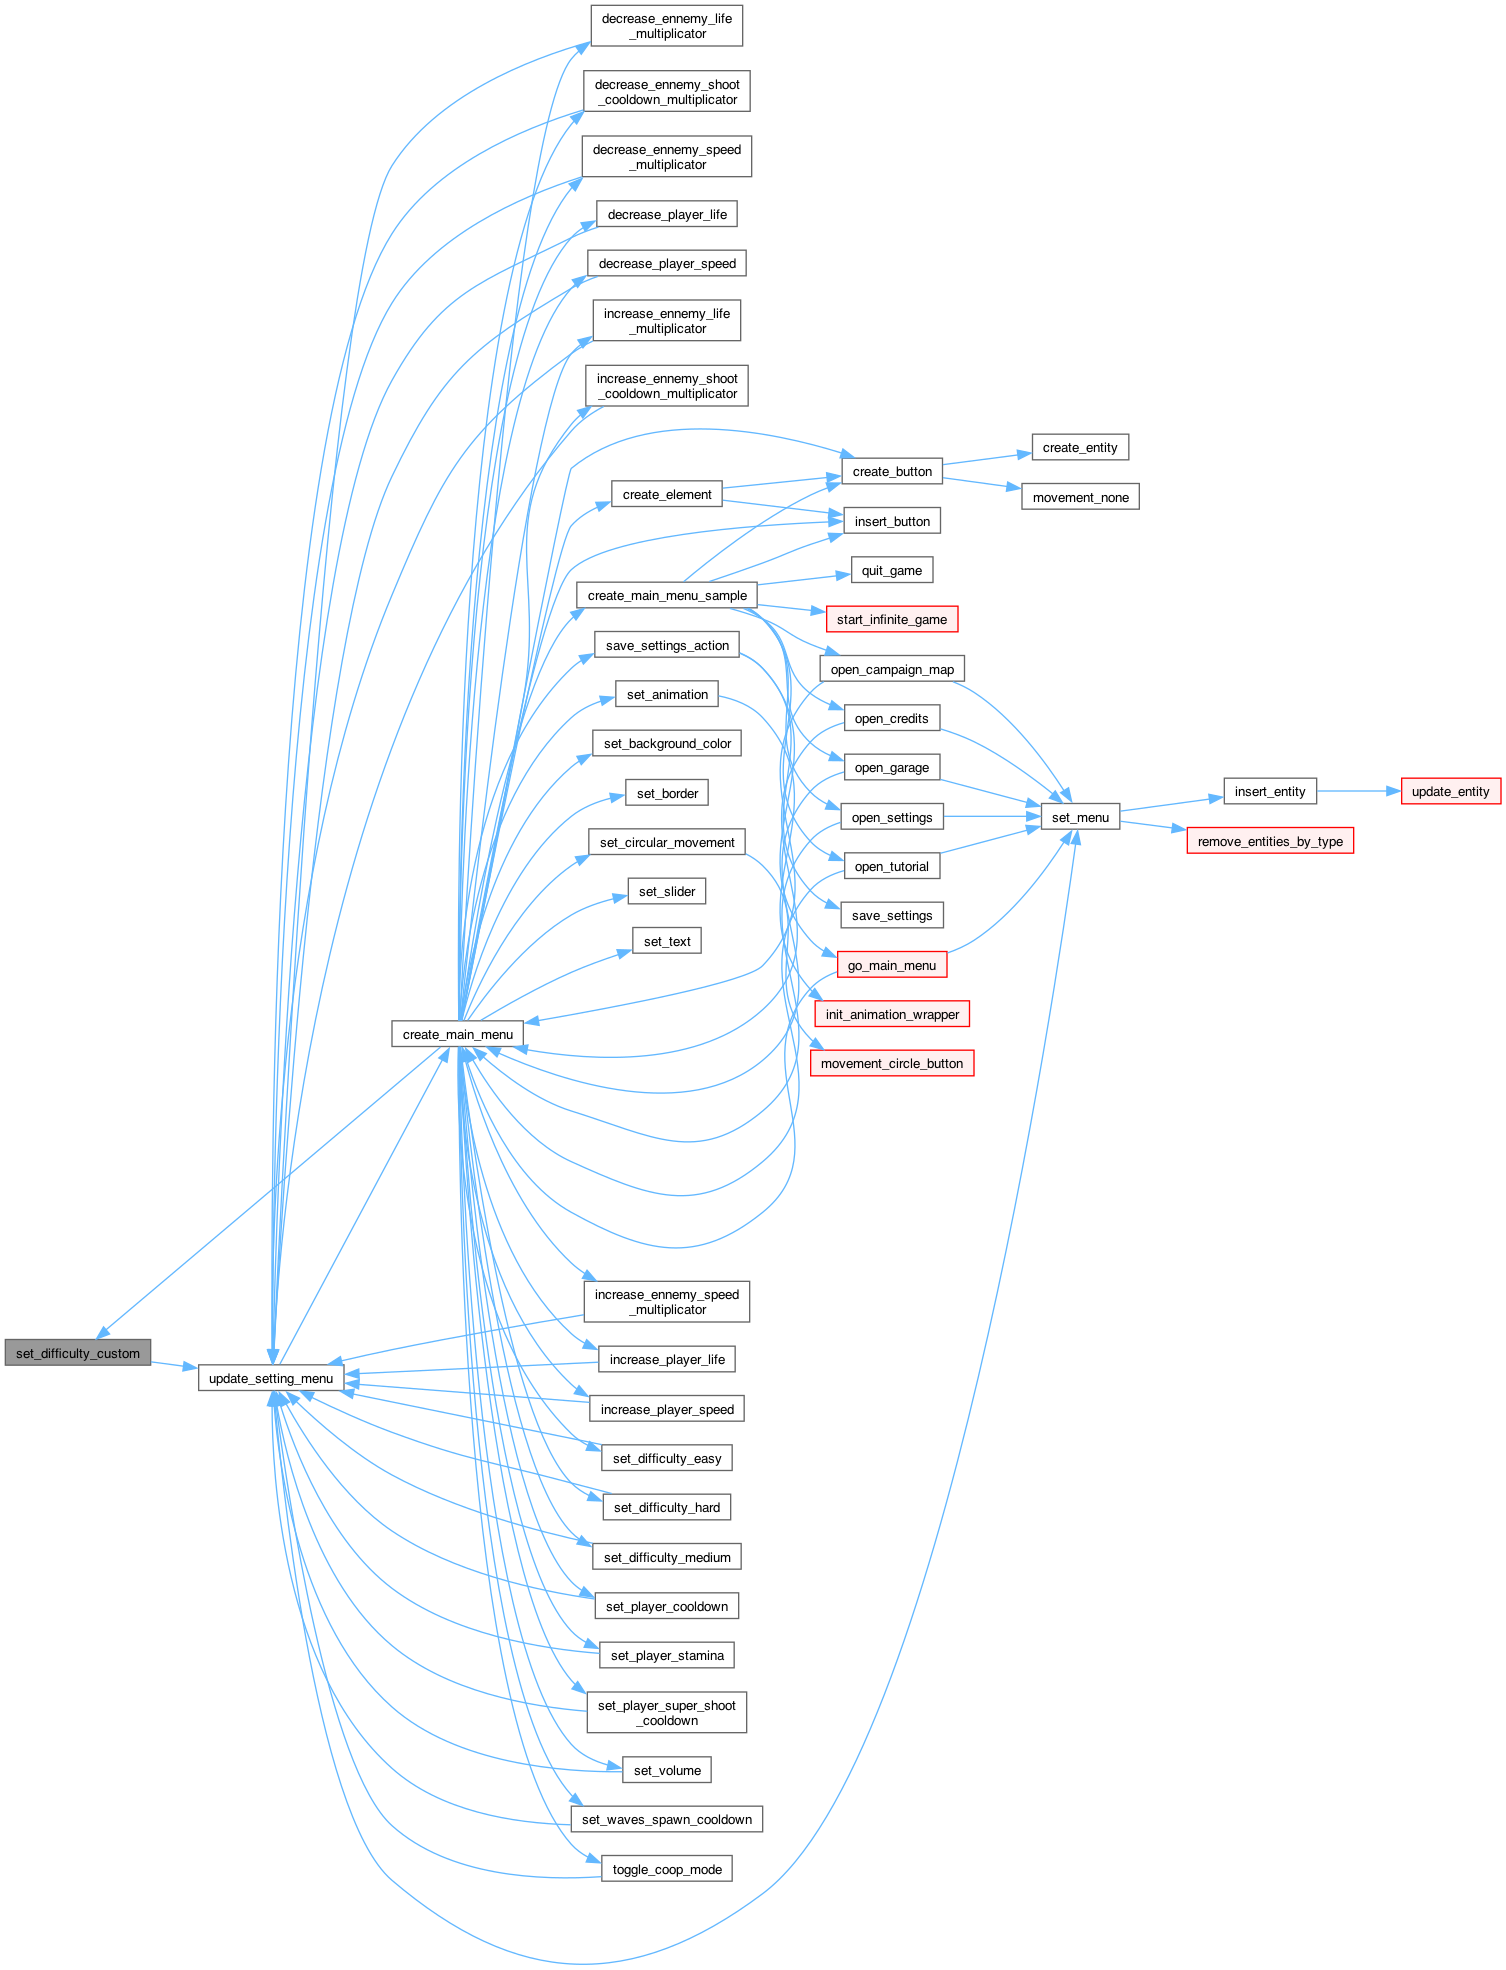 decrease_ennemy_life
_multiplicator
decrease_ennemy_shoot
_cooldown_multiplicator
decrease_ennemy_speed
_multiplicator
decrease_player_life
decrease_player_speed
increase_ennemy_life
_multiplicator
increase_ennemy_shoot
_cooldown_multiplicator
create_button
create_entity
movement_none
create_element
insert_button
quit_game
create_main_menu_sample
start_infinite_game
save_settings_action
open_campaign_map
set_animation
open_credits
set_background_color
open_garage
set_border
open_settings
set_menu
insert_entity
update_entity
remove_entities_by_type
set_circular_movement
open_tutorial
set_slider
save_settings
set_text
go_main_menu
init_animation_wrapper
create_main_menu
movement_circle_button
increase_ennemy_speed
_multiplicator
set_difficulty_custom
update_setting_menu
increase_player_life
increase_player_speed
set_difficulty_easy
set_difficulty_hard
set_difficulty_medium
set_player_cooldown
set_player_stamina
set_player_super_shoot
_cooldown
set_volume
set_waves_spawn_cooldown
toggle_coop_mode